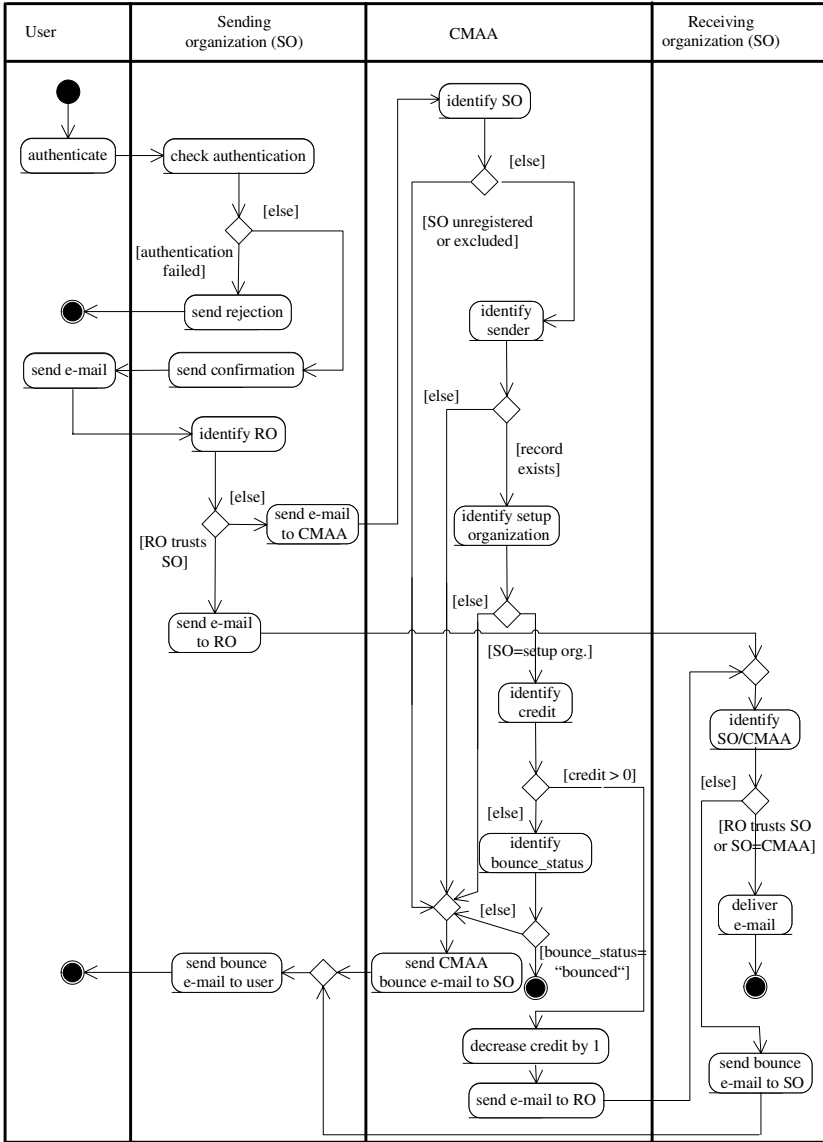 User
Sending
organization (SO)
CMAA
Receiving
organization (SO)
identify SO
authenticate
check authentication
[else]
[else]
[SO unregistered
or excluded]
[authentication
failed]
send rejection
identify
sender
send e-mail
send confirmation
[else]
identify RO
[record
exists]
[else]
send e-mail
to CMAA
identify setup
organization
[RO trusts
SO]
[else]
send e-mail
to RO
[SO=setup org.]
identify
credit
identify
SO/CMAA
[credit > 0]
[else]
[else]
[RO trusts SO
or SO=CMAA]
identify
bounce_status
deliver
e-mail
[else]
[bounce_status=
“bounced“]
send bounce
e-mail to user
send CMAA
bounce e-mail to SO
decrease credit by 1
send bounce
e-mail to SO
send e-mail to RO